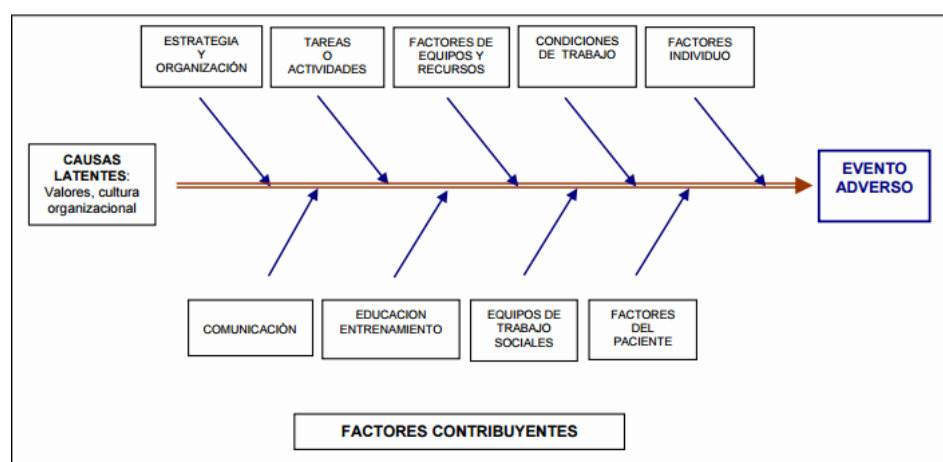 ESTRATEGIA
Y
ORGANIZACIÓN
TAREAS
O
ACTIVIDADES
FACTORES DE
EQUIPOS Y
RECURSOS
CONDICIONES
DE TRABAJO
FACTORES
INDIVIDUO
CAUSAS
LATENTES:
Valores, cultura
organizacional
EVENTO
ADVERSO
COMUNICACIÓN
EDUCACION
ENTRENAMIENTO
EQUIPOS DE
TRABAJO
SOCIALES
FACTORES
DEL
PACIENTE
FACTORES CONTRIBUYENTES